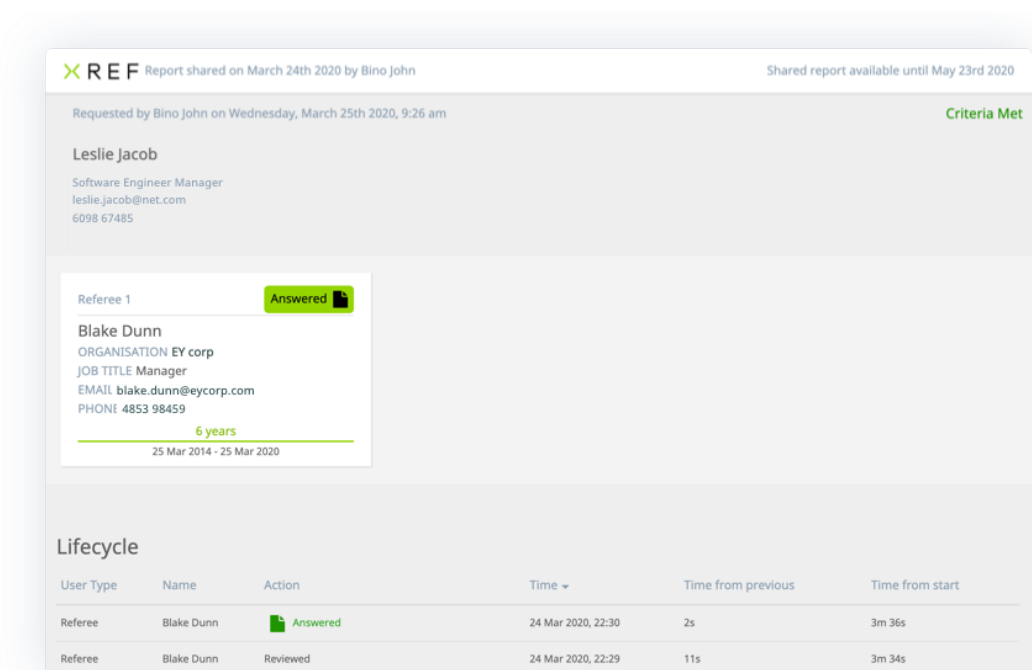 XREF Report shared on March 24th 2020 by Bino John Shared report available until May 23rd 2020
Requested by Bino John on Wednesday, March 25th 2020, 9:26 am Criteria Met
Leslie Jacob
Software Engineer Manager
leslie.jacob@net.com
6098 67485
Referee 1 Answered
Blake Dunn
ORGANISATION EY corp
JOB TITLE Manager
EMAIL blake.dunn@eycorp.com
PHONE 4853 98459
6 years
25 Mar 2014 - 25 Mar 2020
Lifecycle
User Type Name Action Time Time from previous Time from start
Referee Blake Dunn Answered 24 Mar 2020, 22:30 2s 3m 36s
Referee Blake Dunn Reviewed 24 Mar 2020, 22:29 11s 3m 34s